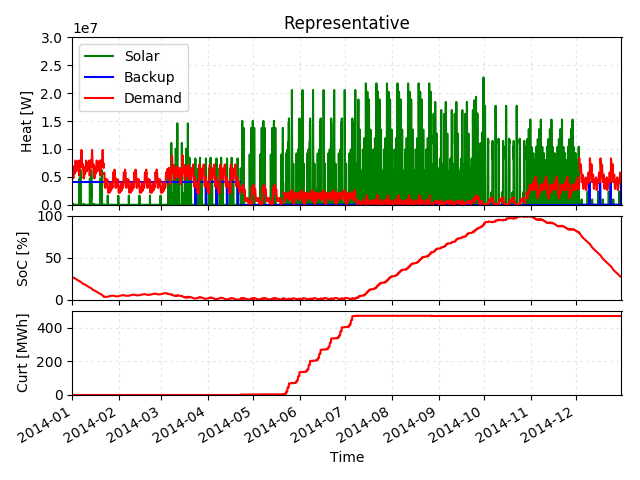 Representative
1e7
3.0
2.5
2.0
1.5
1.0
0.5
0.0
Heat [W]
Solar
Backup
Demand
100
50
0
SoC [%]
400
200
0
Curt [MWh]
2014-01
2014-02
2014-03
2014-04
2014-05
2014-06
2014-07
2014-08
2014-09
2014-10
2014-11
2014-12
Time